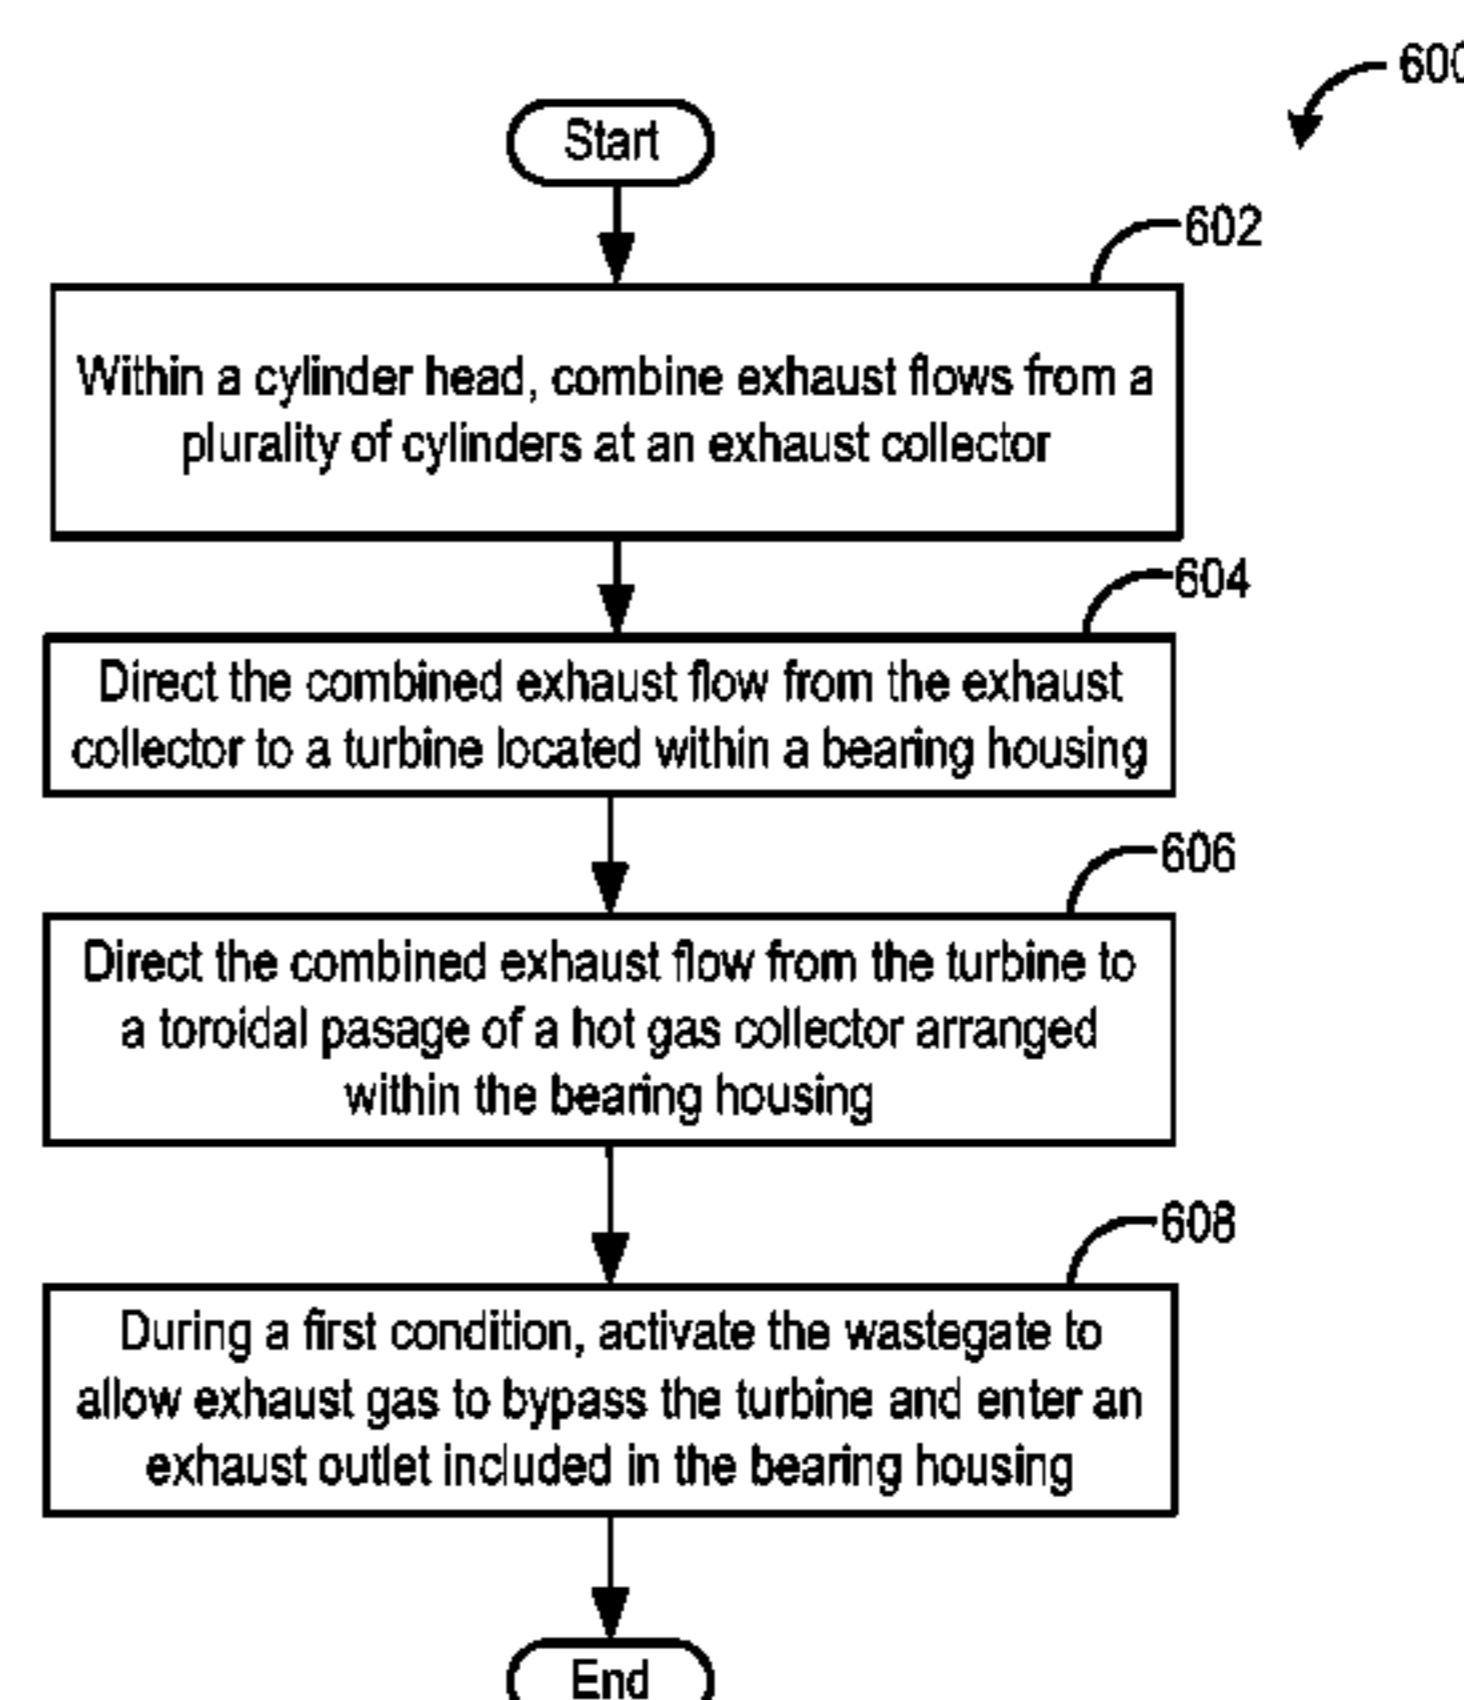 600
Start
602
Within a cylinder head, combine exhaust flows from a
plurality of cylinders at an exhaust collector
604
Direct the combined exhaust flow from the exhaust
collector to a turbine located within a bearing housing
606
Direct the combined exhaust flow from the turbine to
a toroidal pasage of a hot gas collector arranged
within the bearing housing
608
During a first condition, activate the wastegate to
allow exhaust gas to bypass the turbine and enter an
exhaust outlet included in the bearing housing
End